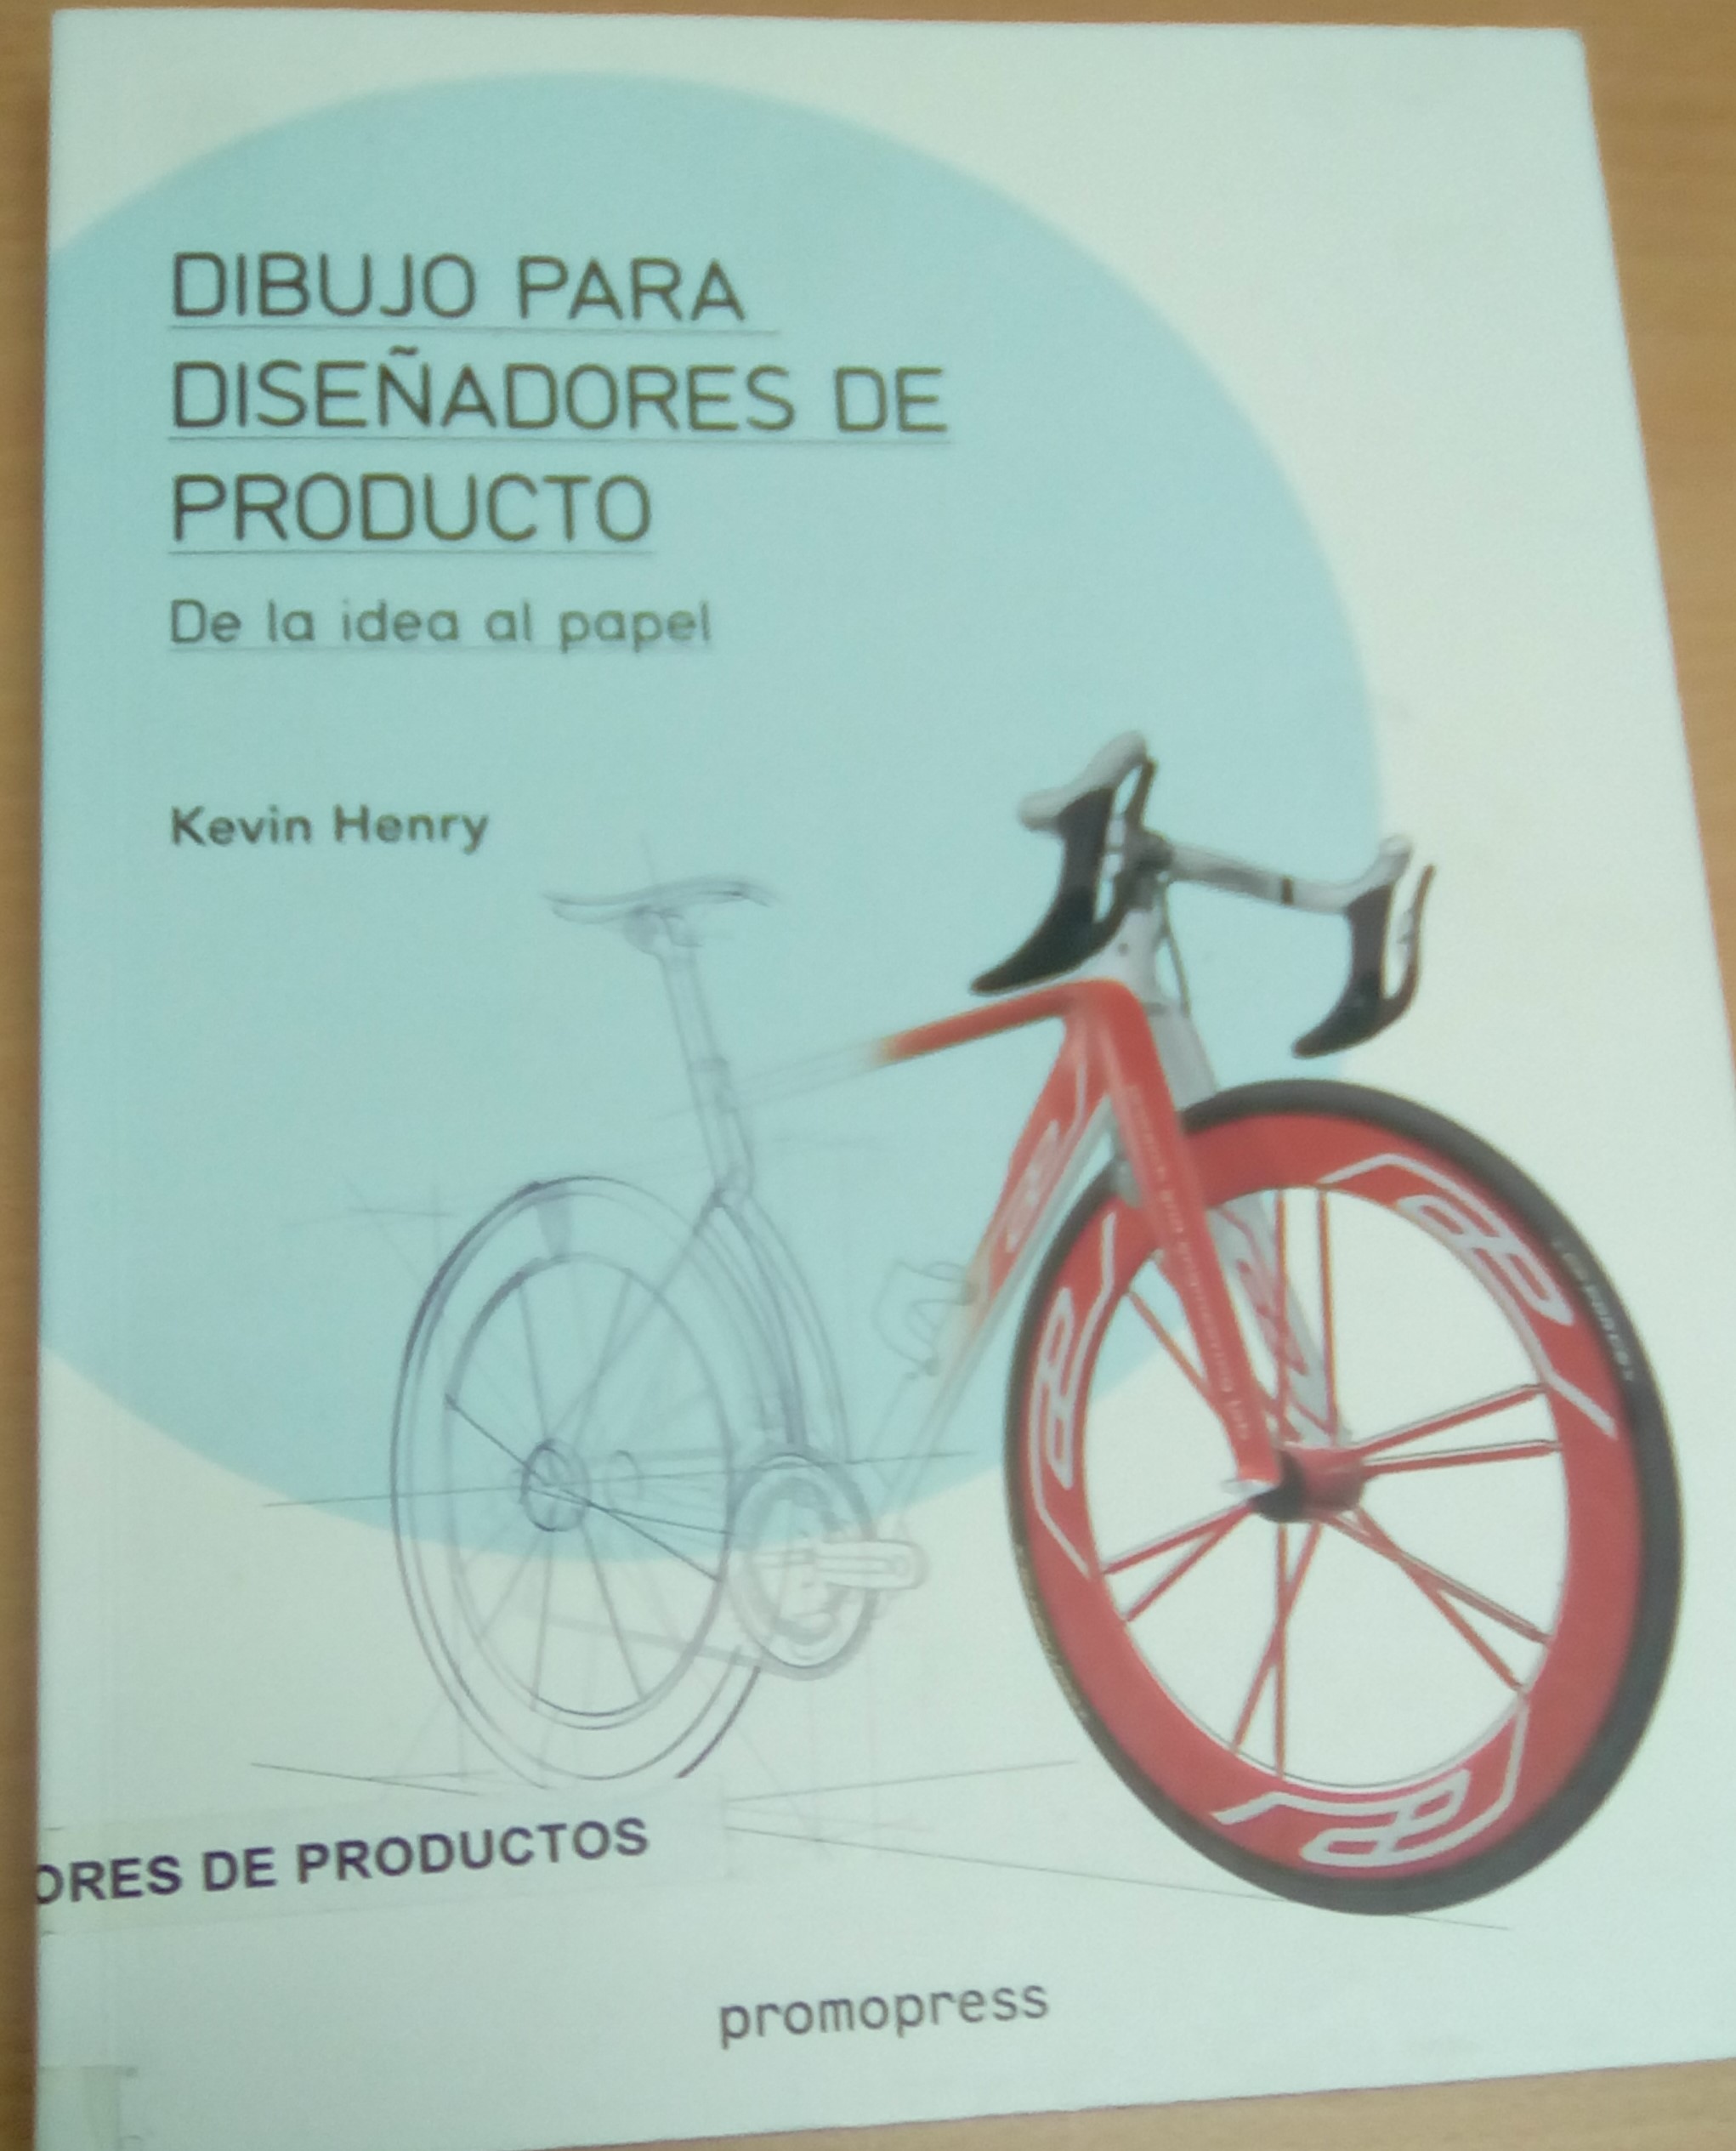 DIBUJO PARA
DISEÑADORES DE
PRODUCTO
De la idea al papel
Kevin Henry
ORES DE PRODUCTOS
promopress